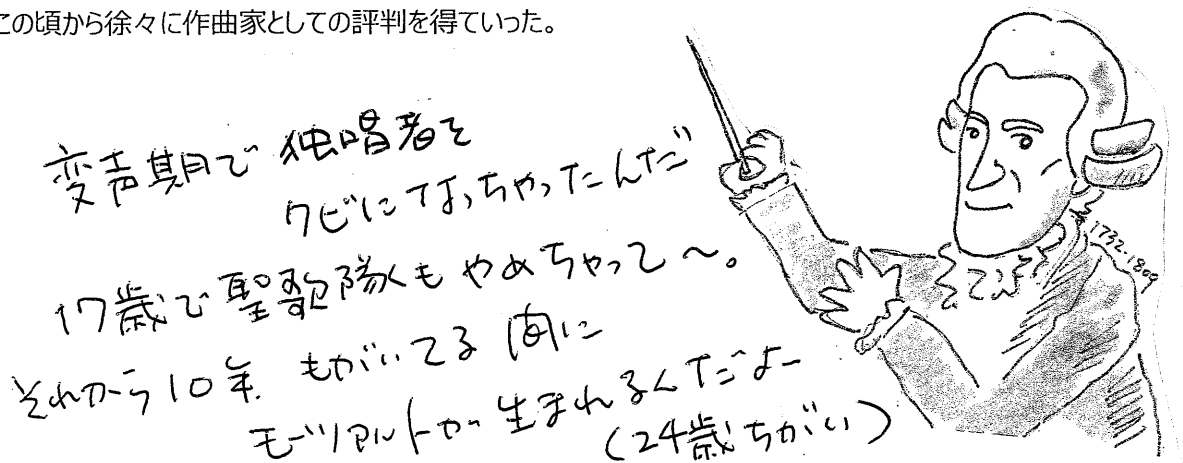 この頃から徐々に作曲家としての評判を得ていった。
変声期で 独唱者を
クビになっちゃったんだ
17歳で聖歌隊もやめちゃって〜。
それから10年、もがいてる間に
モーツアルトが生まれるんだよー
(24歳ちがい)
1732-1809